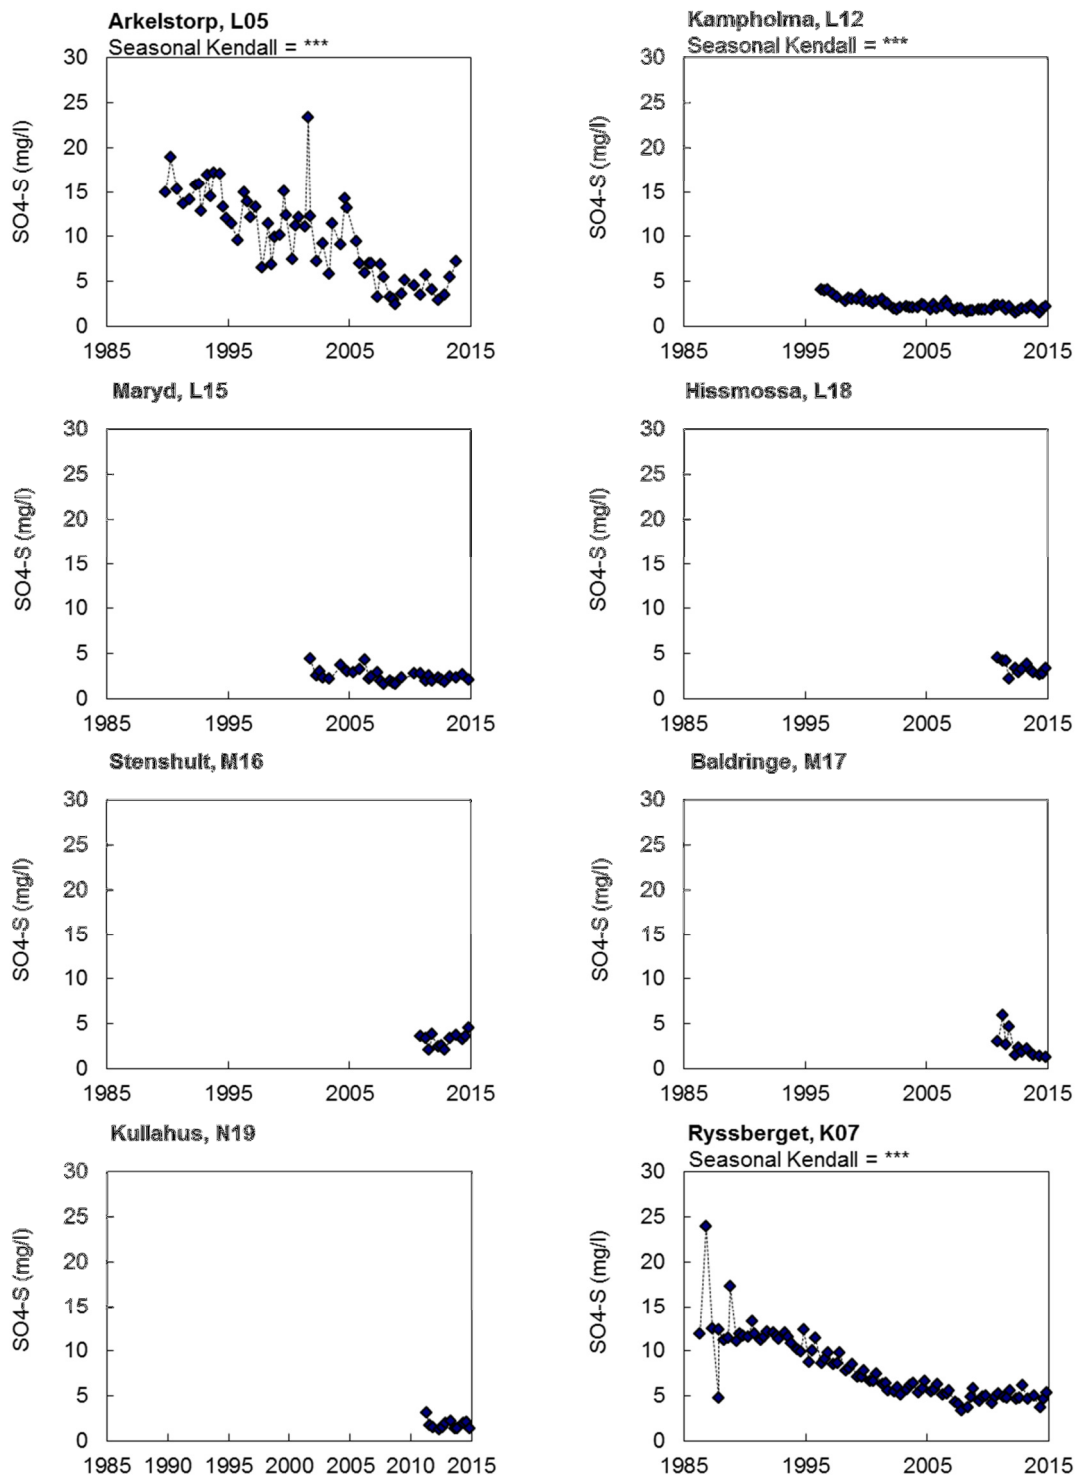 Arkelstorp, L05
Seasonal Kendall = ***
SO4-S (mg/l)
30
25
20
15
10
5
0
1985 1995 2005 2015
Kampholma, L12
Seasonal Kendall = ***
SO4-S (mg/l)
30
25
20
15
10
5
0
1985 1995 2005 2015
Maryd, L15
SO4-S (mg/l)
30
25
20
15
10
5
0
1985 1995 2005 2015
Hissmossa, L18
SO4-S (mg/l)
30
25
20
15
10
5
0
1985 1995 2005 2015
Stenshult, M16
SO4-S (mg/l)
30
25
20
15
10
5
0
1985 1995 2005 2015
Baldringe, M17
SO4-S (mg/l)
30
25
20
15
10
5
0
1985 1995 2005 2015
Kullahus, N19
SO4-S (mg/l)
30
25
20
15
10
5
0
1985 1990 1995 2000 2005 2010 2015
Ryssberget, K07
Seasonal Kendall = ***
SO4-S (mg/l)
30
25
20
15
10
5
0
1985 1995 2005 2015